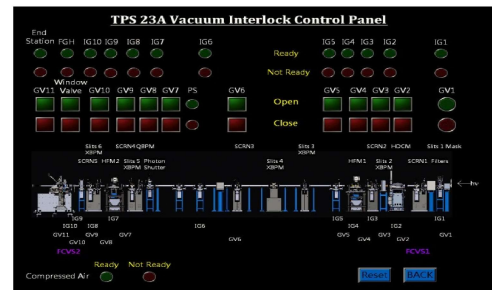 TPS 23A Vacuum Interlock Control Panel
End Station FGH IG10 IG9 IG8 IG7 IG6 IG5 IG4 IG3 IG2 IG1
Ready
Not Ready
GV11 Window Valve GV10 GV9 GV8 GV7 PS GV6 GV5 GV4 GV3 GV2 GV1
Open
Close
Slits 6 XBPM SCRN4 QBPM SCRN3 Slits 3 XBPM SCRN2 HDCM Slits 1 Mask
SCRN5 HFM2 Slits 5 XBPM Photon Shutter Slits 4 XBPM HFM1 Slits 2 XBPM SCRN1 Filters
hν
IG9 IG7 IG5 IG3 IG1
IG10 IG8 IG6 IG4 IG2
GV11 GV9 GV7 GV5 GV3 GV1
GV10 GV8 GV6 GV4 GV2
FCVS2 FCVS1
Ready Not Ready
Compressed Air Reset BACK